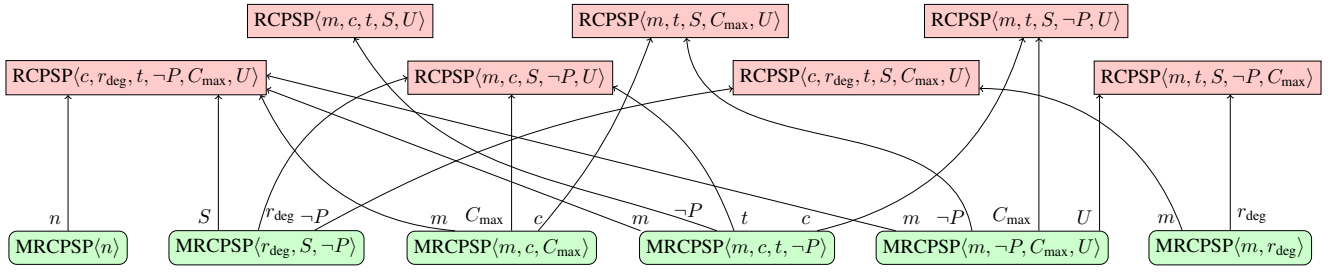 RCPSP⟨m, c, t, S, U⟩ RCPSP⟨m, t, S, C_max, U⟩ RCPSP⟨m, t, S, ¬P, U⟩
RCPSP⟨c, r_deg, t, ¬P, C_max, U⟩ RCPSP⟨m, c, S, ¬P, U⟩ RCPSP⟨c, r_deg, t, S, C_max, U⟩ RCPSP⟨m, t, S, ¬P, C_max⟩
n S r_deg ¬P m C_max c m ¬P t c m ¬P C_max U m r_deg
MRCPSP⟨n⟩ MRCPSP⟨r_deg, S, ¬P⟩ MRCPSP⟨m, c, C_max⟩ MRCPSP⟨m, c, t, ¬P⟩ MRCPSP⟨m, ¬P, C_max, U⟩ MRCPSP⟨m, r_deg⟩